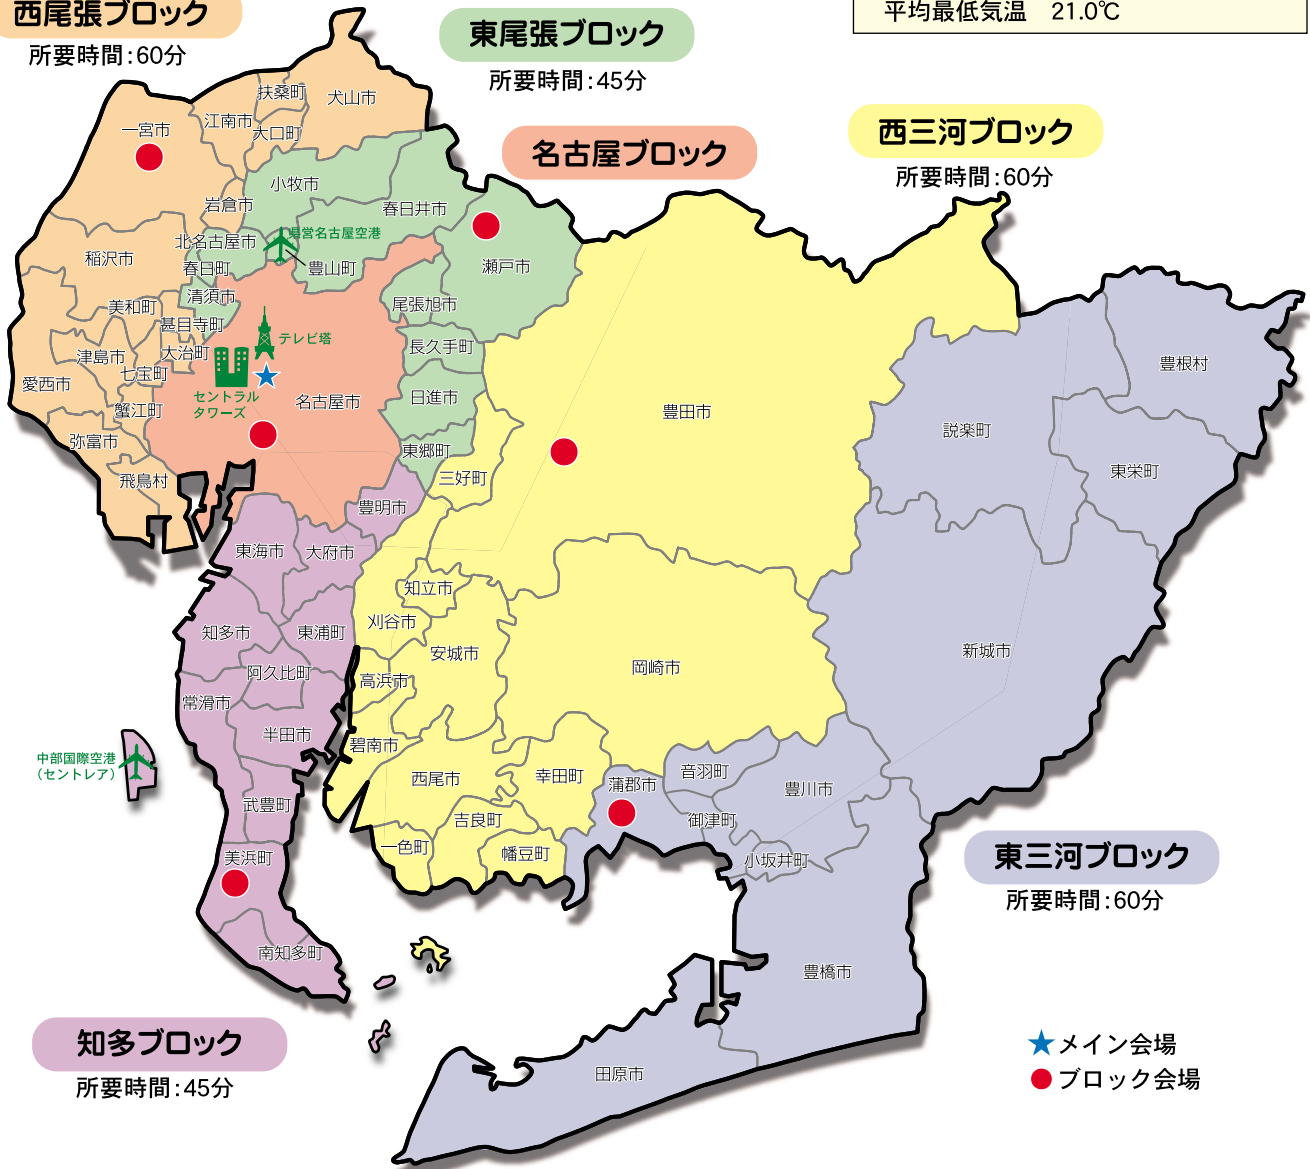 西尾張ブロック
所要時間:60分
東尾張ブロック
所要時間:45分
平均最低気温 21.0℃
名古屋ブロック
西三河ブロック
所要時間:60分
扶桑町
犬山市
江南市
大口町
一宮市
小牧市
岩倉市
春日井市
北名古屋市
県営名古屋空港
稲沢市
春日町
豊山町
瀬戸市
清須市
美和町
尾張旭市
甚目寺町
テレビ塔
長久手町
津島市
大治町
七宝町
愛西市
セントラル
タワーズ
名古屋市
日進市
蟹江町
豊田市
豊根村
弥富市
東郷町
説楽町
飛鳥村
三好町
東栄町
豊明市
東海市
大府市
知立市
刈谷市
知多市
東浦町
安城市
新城市
阿久比町
高浜市
岡崎市
常滑市
半田市
碧南市
中部国際空港
(セントレア)
西尾市
幸田町
蒲郡市
音羽町
豊川市
武豊町
吉良町
御津町
一色町
幡豆町
小坂井町
美浜町
東三河ブロック
所要時間:60分
南知多町
豊橋市
知多ブロック
所要時間:45分
田原市
メイン会場
ブロック会場